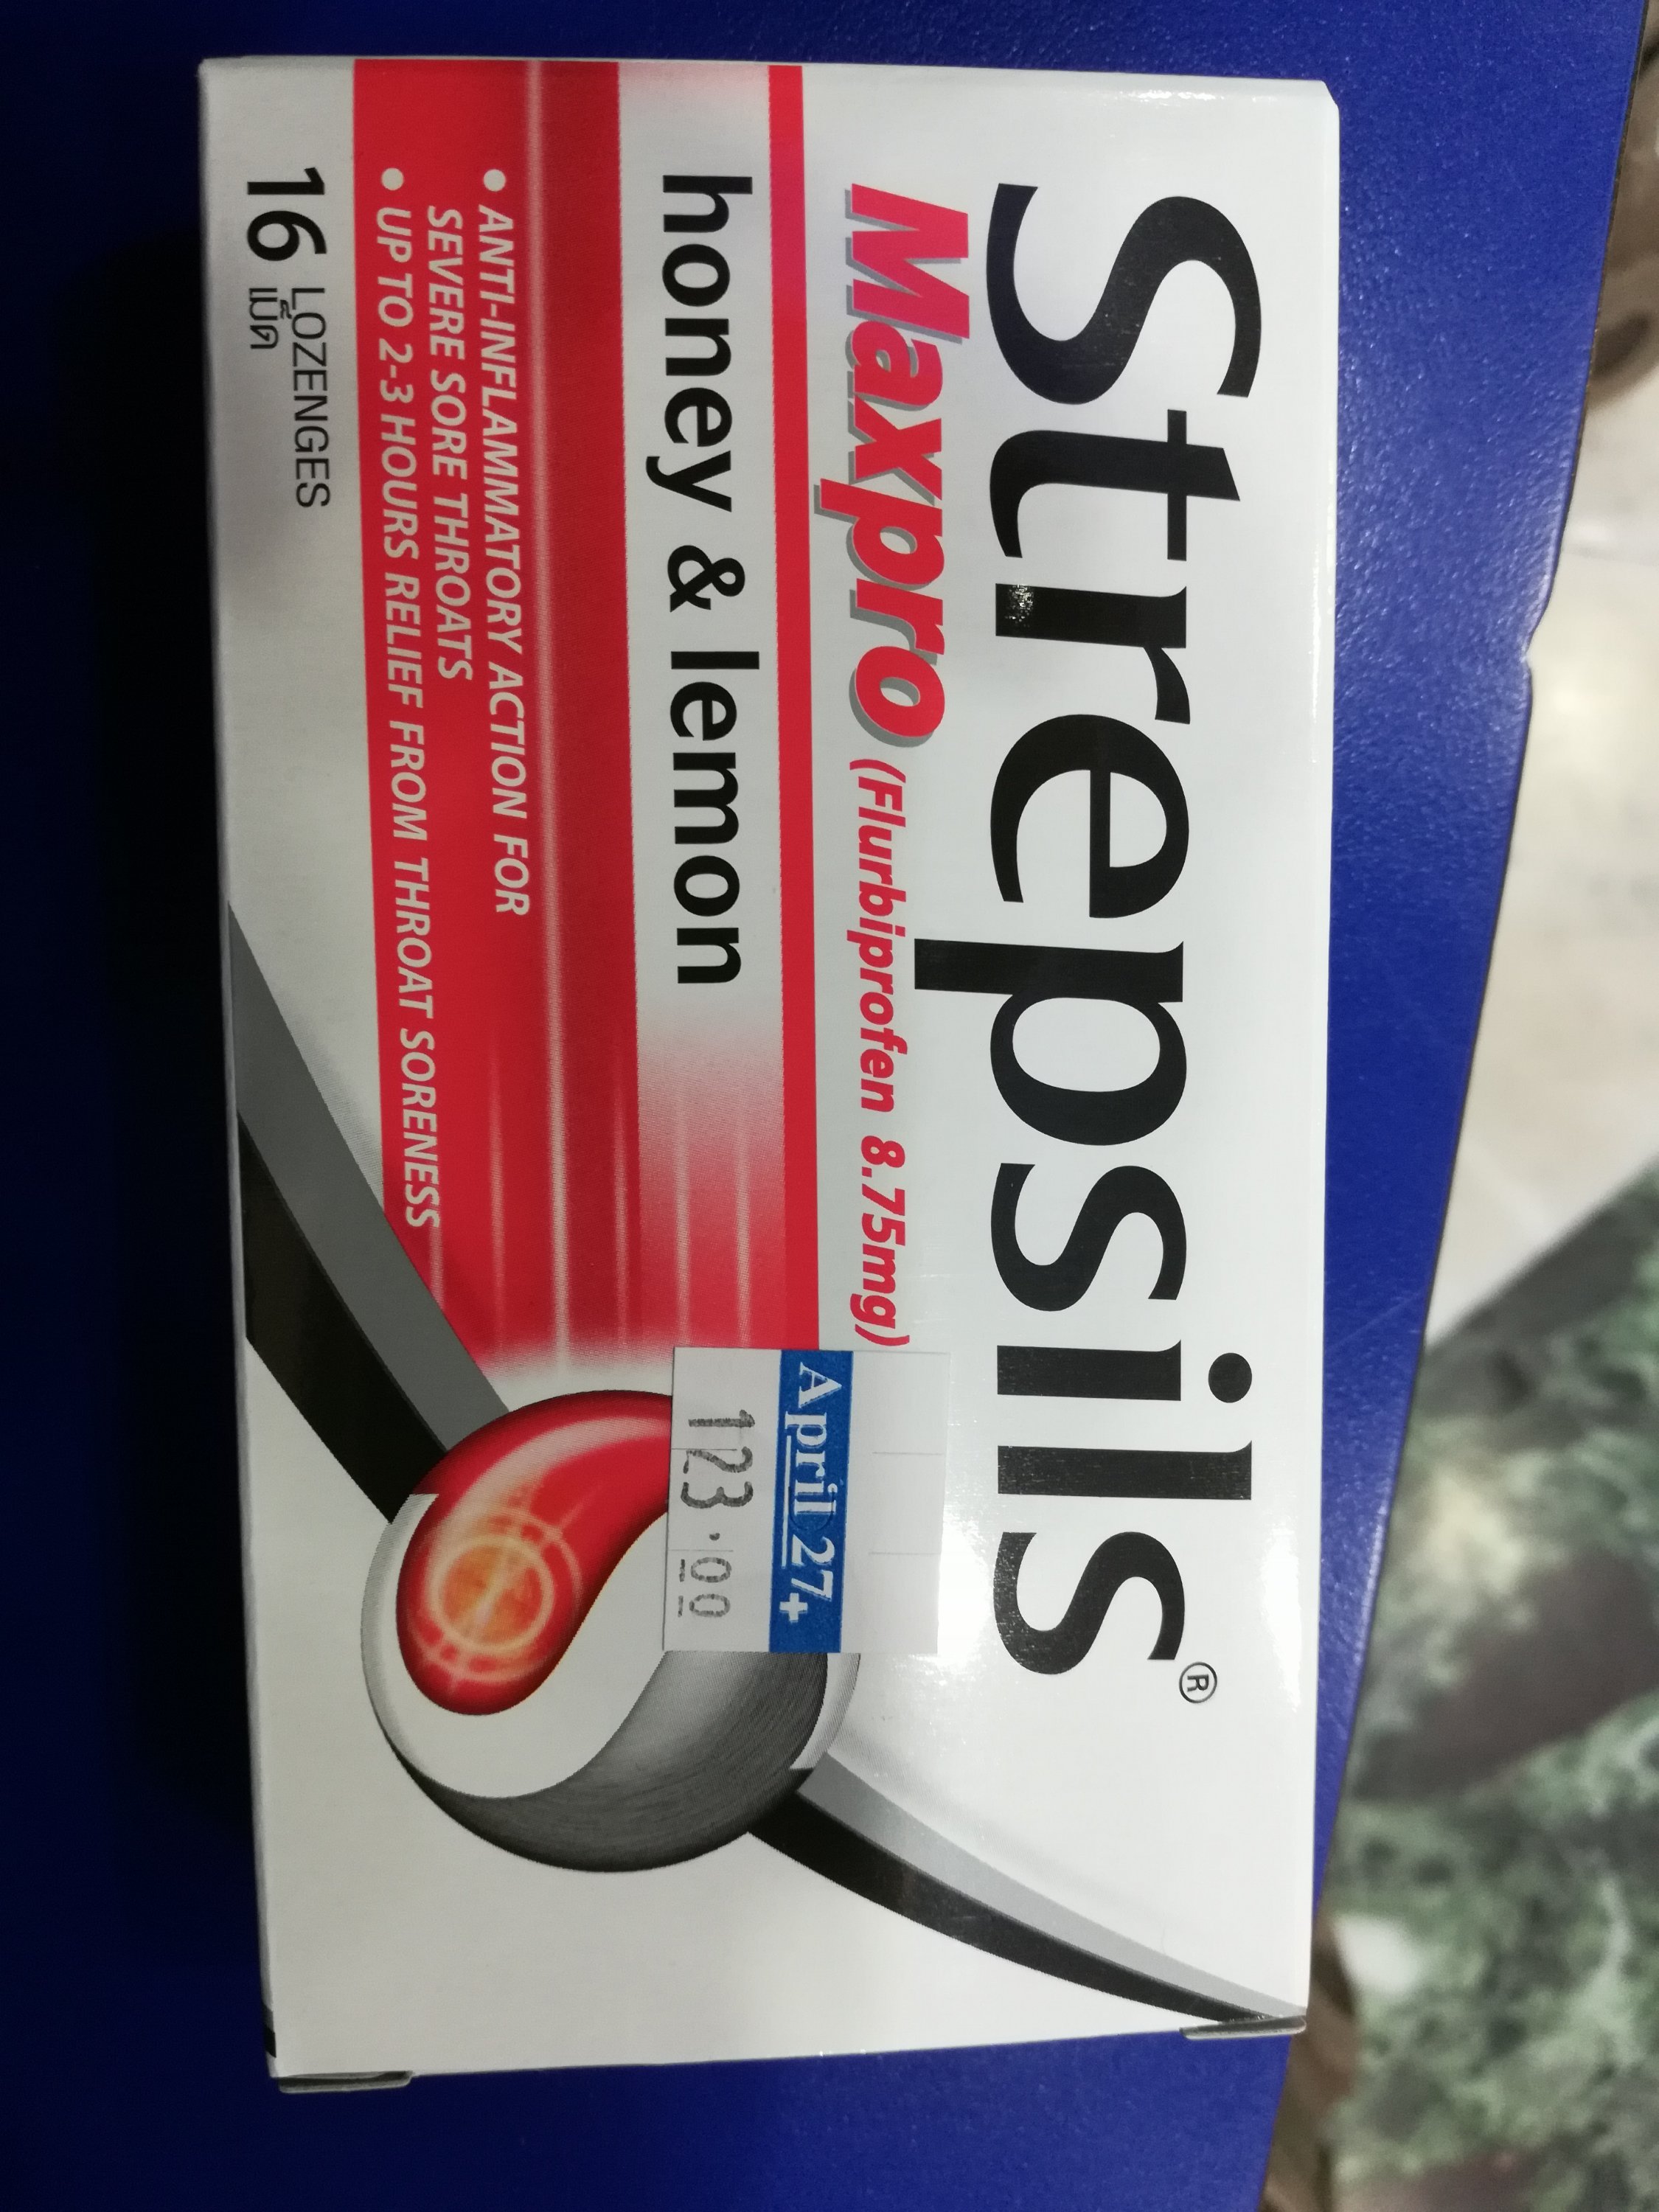 Strepsils®
Maxpro (Flurbiprofen 8.75mg)
honey & lemon
April 27+
123.00
• ANTI-INFLAMMATORY ACTION FOR
SEVERE SORE THROATS
• UP TO 2-3 HOURS RELIEF FROM THROAT SORENESS
16 LOZENGES
เม็ด